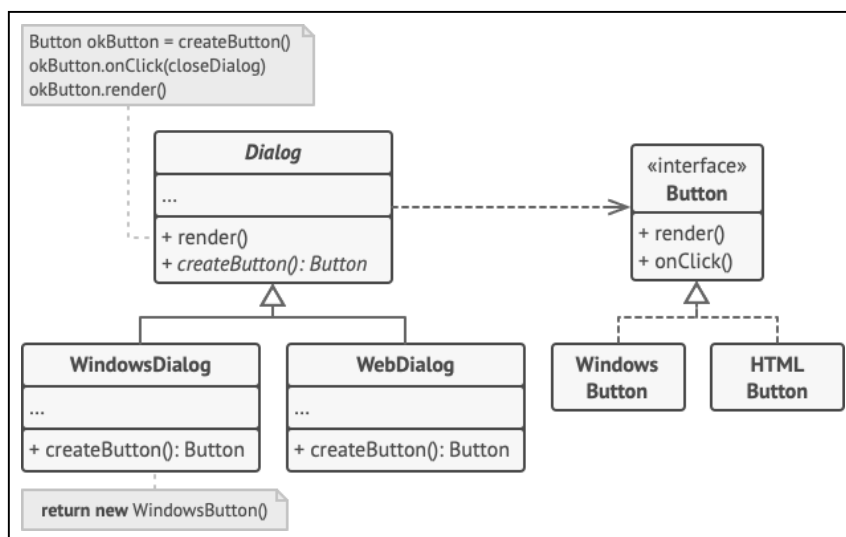 Button okButton = createButton()
okButton.onClick(closeDialog)
okButton.render()
Dialog
...
+ render()
+ createButton(): Button
«interface»
Button
+ render()
+ onClick()
WindowsDialog
...
+ createButton(): Button
WebDialog
...
+ createButton(): Button
Windows
Button
HTML
Button
return new WindowsButton()